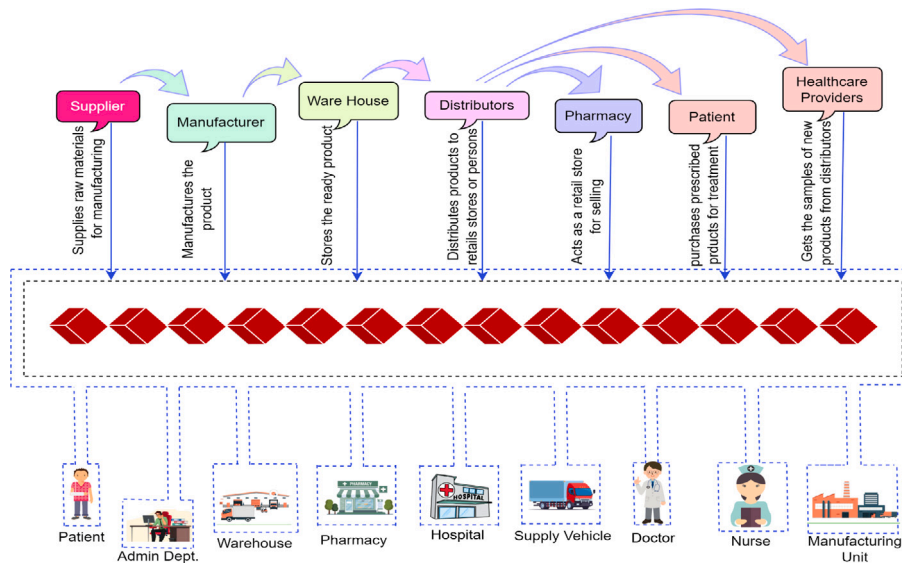 Supplier
Manufacturer
Ware House
Distributors
Pharmacy
Patient
Healthcare
Providers
Supplies raw materials
for manufacturing
Manufactures the
product
Stores the ready product
Distributes products to
retails stores or persons
Acts as a retail store
for selling
purchases prescribed
products for treatment
Gets the samples of new
products from distributors
PHARMACY
HOSPITAL
Patient
Admin Dept.
Warehouse
Pharmacy
Hospital
Supply Vehicle
Doctor
Nurse
Manufacturing
Unit